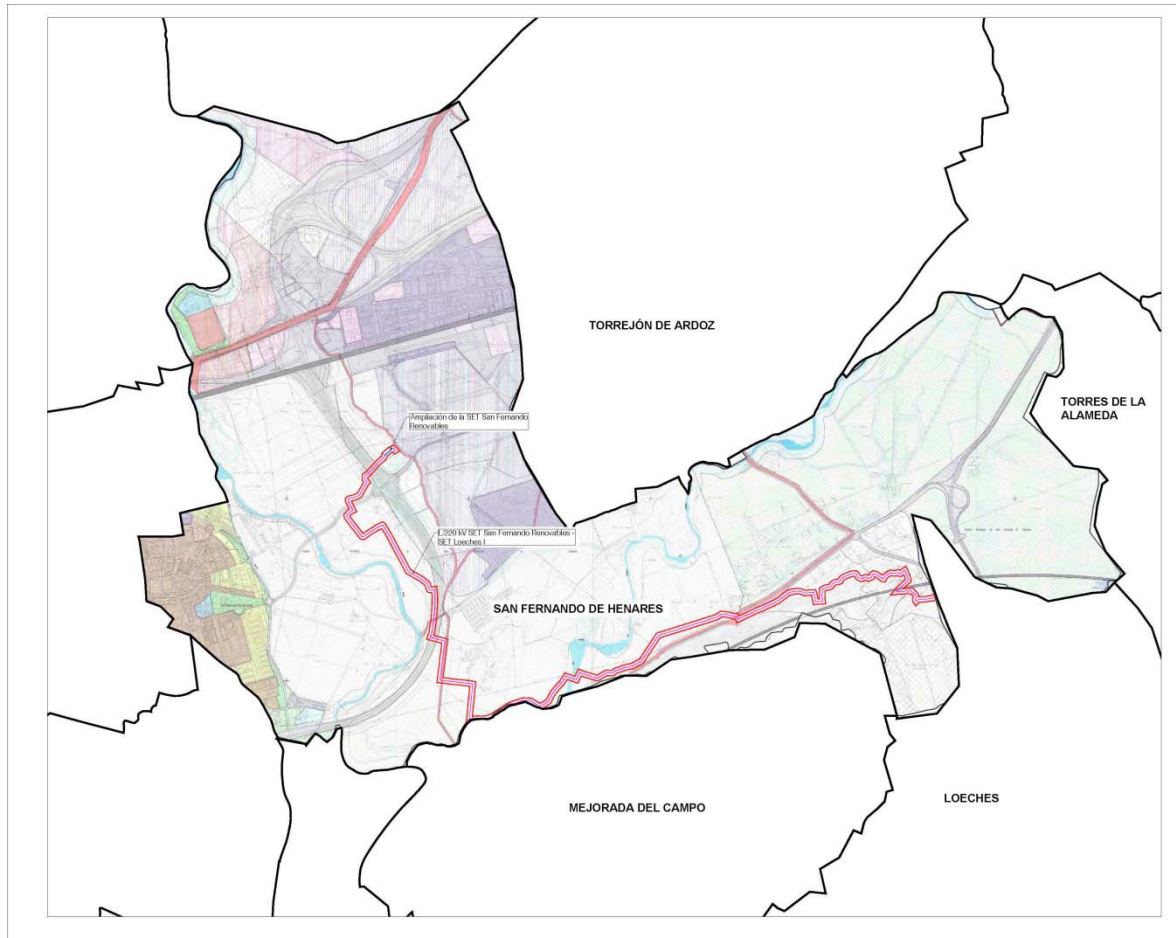 TORREJÓN DE ARDOZ
TORRES DE LA
ALAMEDA
Ampliación de la SET San Fernando
Renovables
L/220 kV SET San Fernando Renovables -
SET Loeches I
SAN FERNANDO DE HENARES
MEJORADA DEL CAMPO
LOECHES